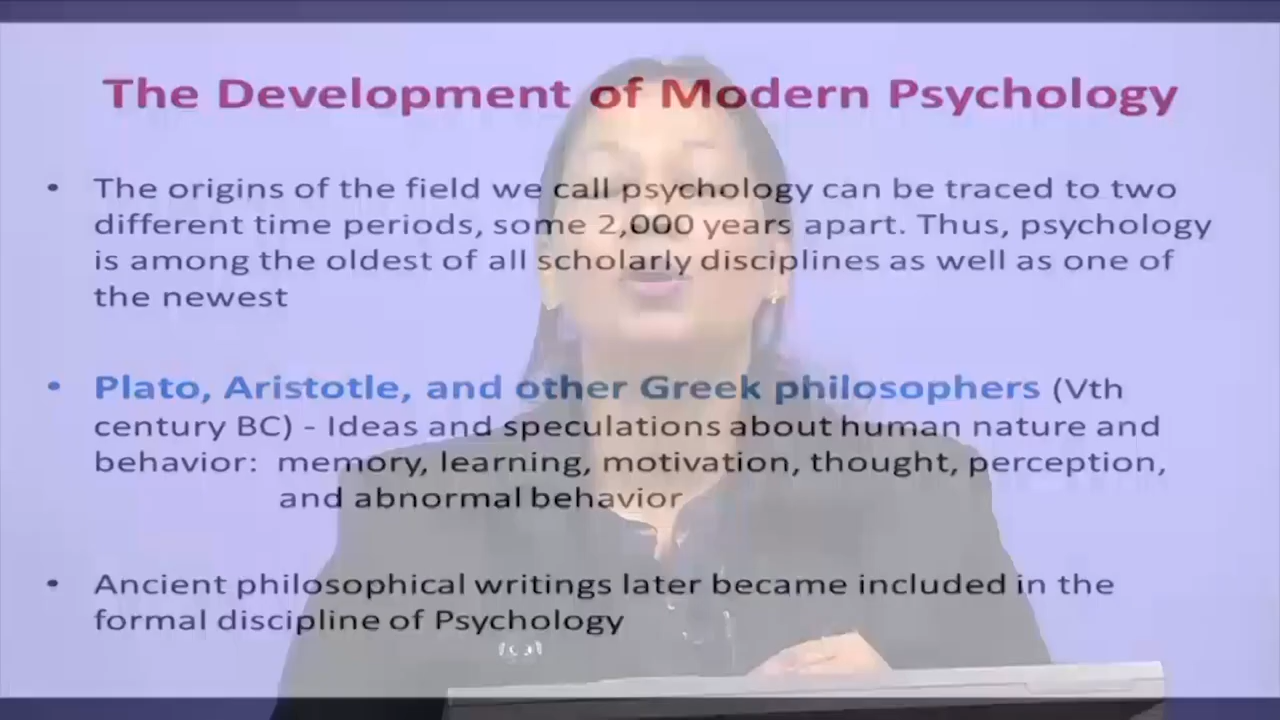 The Development of Modern Psychology
• The origins of the field we call psychology can be traced to two
different time periods, some 2,000 years apart. Thus, psychology
is among the oldest of all scholarly disciplines as well as one of
the newest
• Plato, Aristotle, and other Greek philosophers (Vth
century BC) - Ideas and speculations about human nature and
behavior: memory, learning, motivation, thought, perception,
and abnormal behavior
• Ancient philosophical writings later became included in the
formal discipline of Psychology